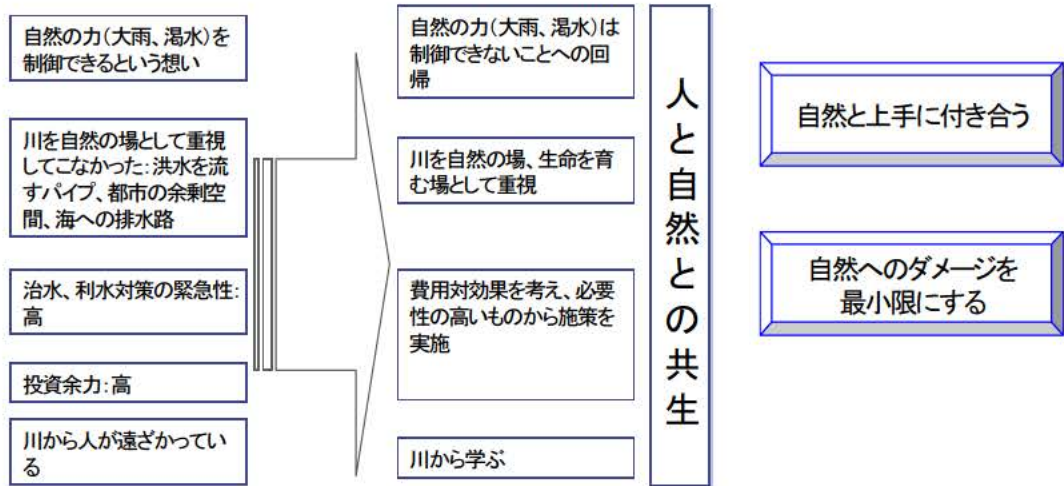 自然の力(大雨、渇水)を
制御できるという想い
川を自然の場として重視
してこなかった:洪水を流
すパイプ、都市の余剰空
間、海への排水路
治水、利水対策の緊急性:
高
投資余力:高
川から人が遠ざかってい
る
自然の力(大雨、渇水)は
制御できないことへの回
帰
川を自然の場、生命を育
む場として重視
費用対効果を考え、必要
性の高いものから施策を
実施
川から学ぶ
人と自然との共生
自然と上手に付き合う
自然へのダメージを
最小限にする